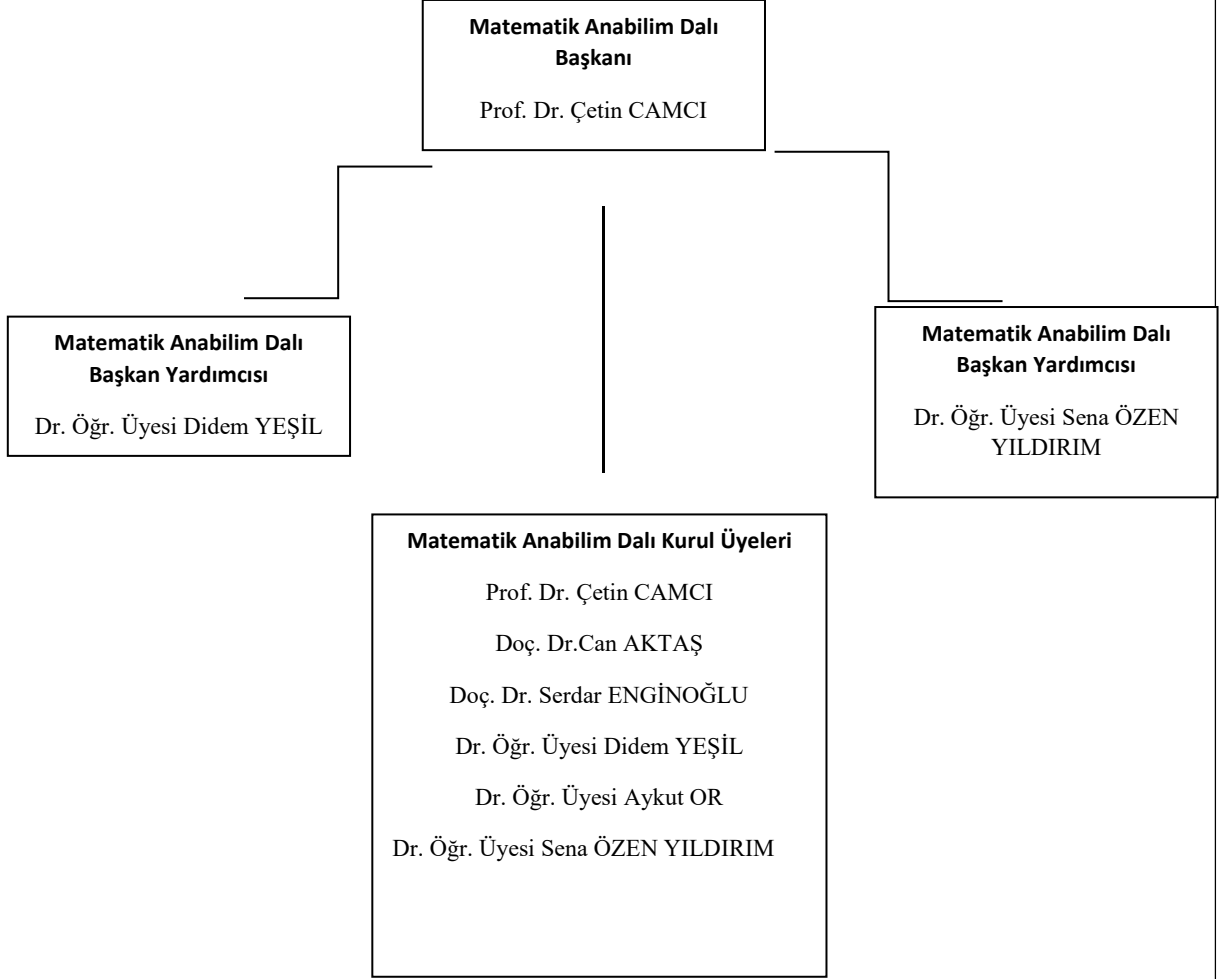 Matematik Anabilim Dalı
Başkanı
Prof. Dr. Çetin CAMCI
Matematik Anabilim Dalı
Başkan Yardımcısı
Dr. Öğr. Üyesi Didem YEŞİL
Matematik Anabilim Dalı
Başkan Yardımcısı
Dr. Öğr. Üyesi Sena ÖZEN
YILDIRIM
Matematik Anabilim Dalı Kurul Üyeleri
Prof. Dr. Çetin CAMCI
Doç. Dr.Can AKTAŞ
Doç. Dr. Serdar ENGİNOĞLU
Dr. Öğr. Üyesi Didem YEŞİL
Dr. Öğr. Üyesi Aykut OR
Dr. Öğr. Üyesi Sena ÖZEN YILDIRIM